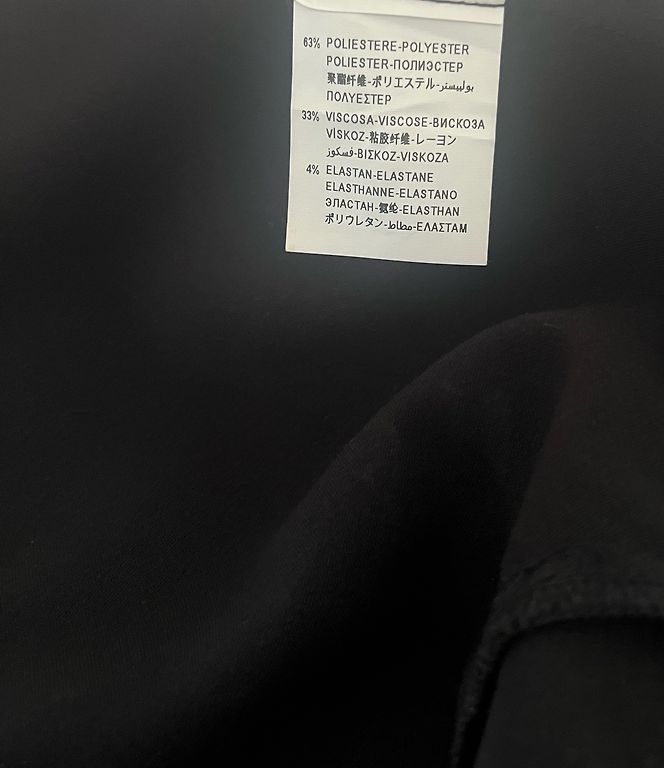 63% POLIESTERE-POLYESTER
POLIESTER-ПОЛИЭСТЕР
聚酯纤维-ポリエステル-بولييستر
ΠΟΛΥΕΣΤΕΡ
33% VISCOSA-VISCOSE-ВИСКОЗА
VİSKOZ-粘胶纤维-レーヨン
فسكوز-ΒΙΣΚΟΖ-VISKOZA
4% ELASTAN-ELASTANE
ELASTHANNE-ELASTANO
ЭЛАСТАН-氨纶-ELASTHAN
ポリウレタン-مطاط-ΕΛΑΣΤΑΜ